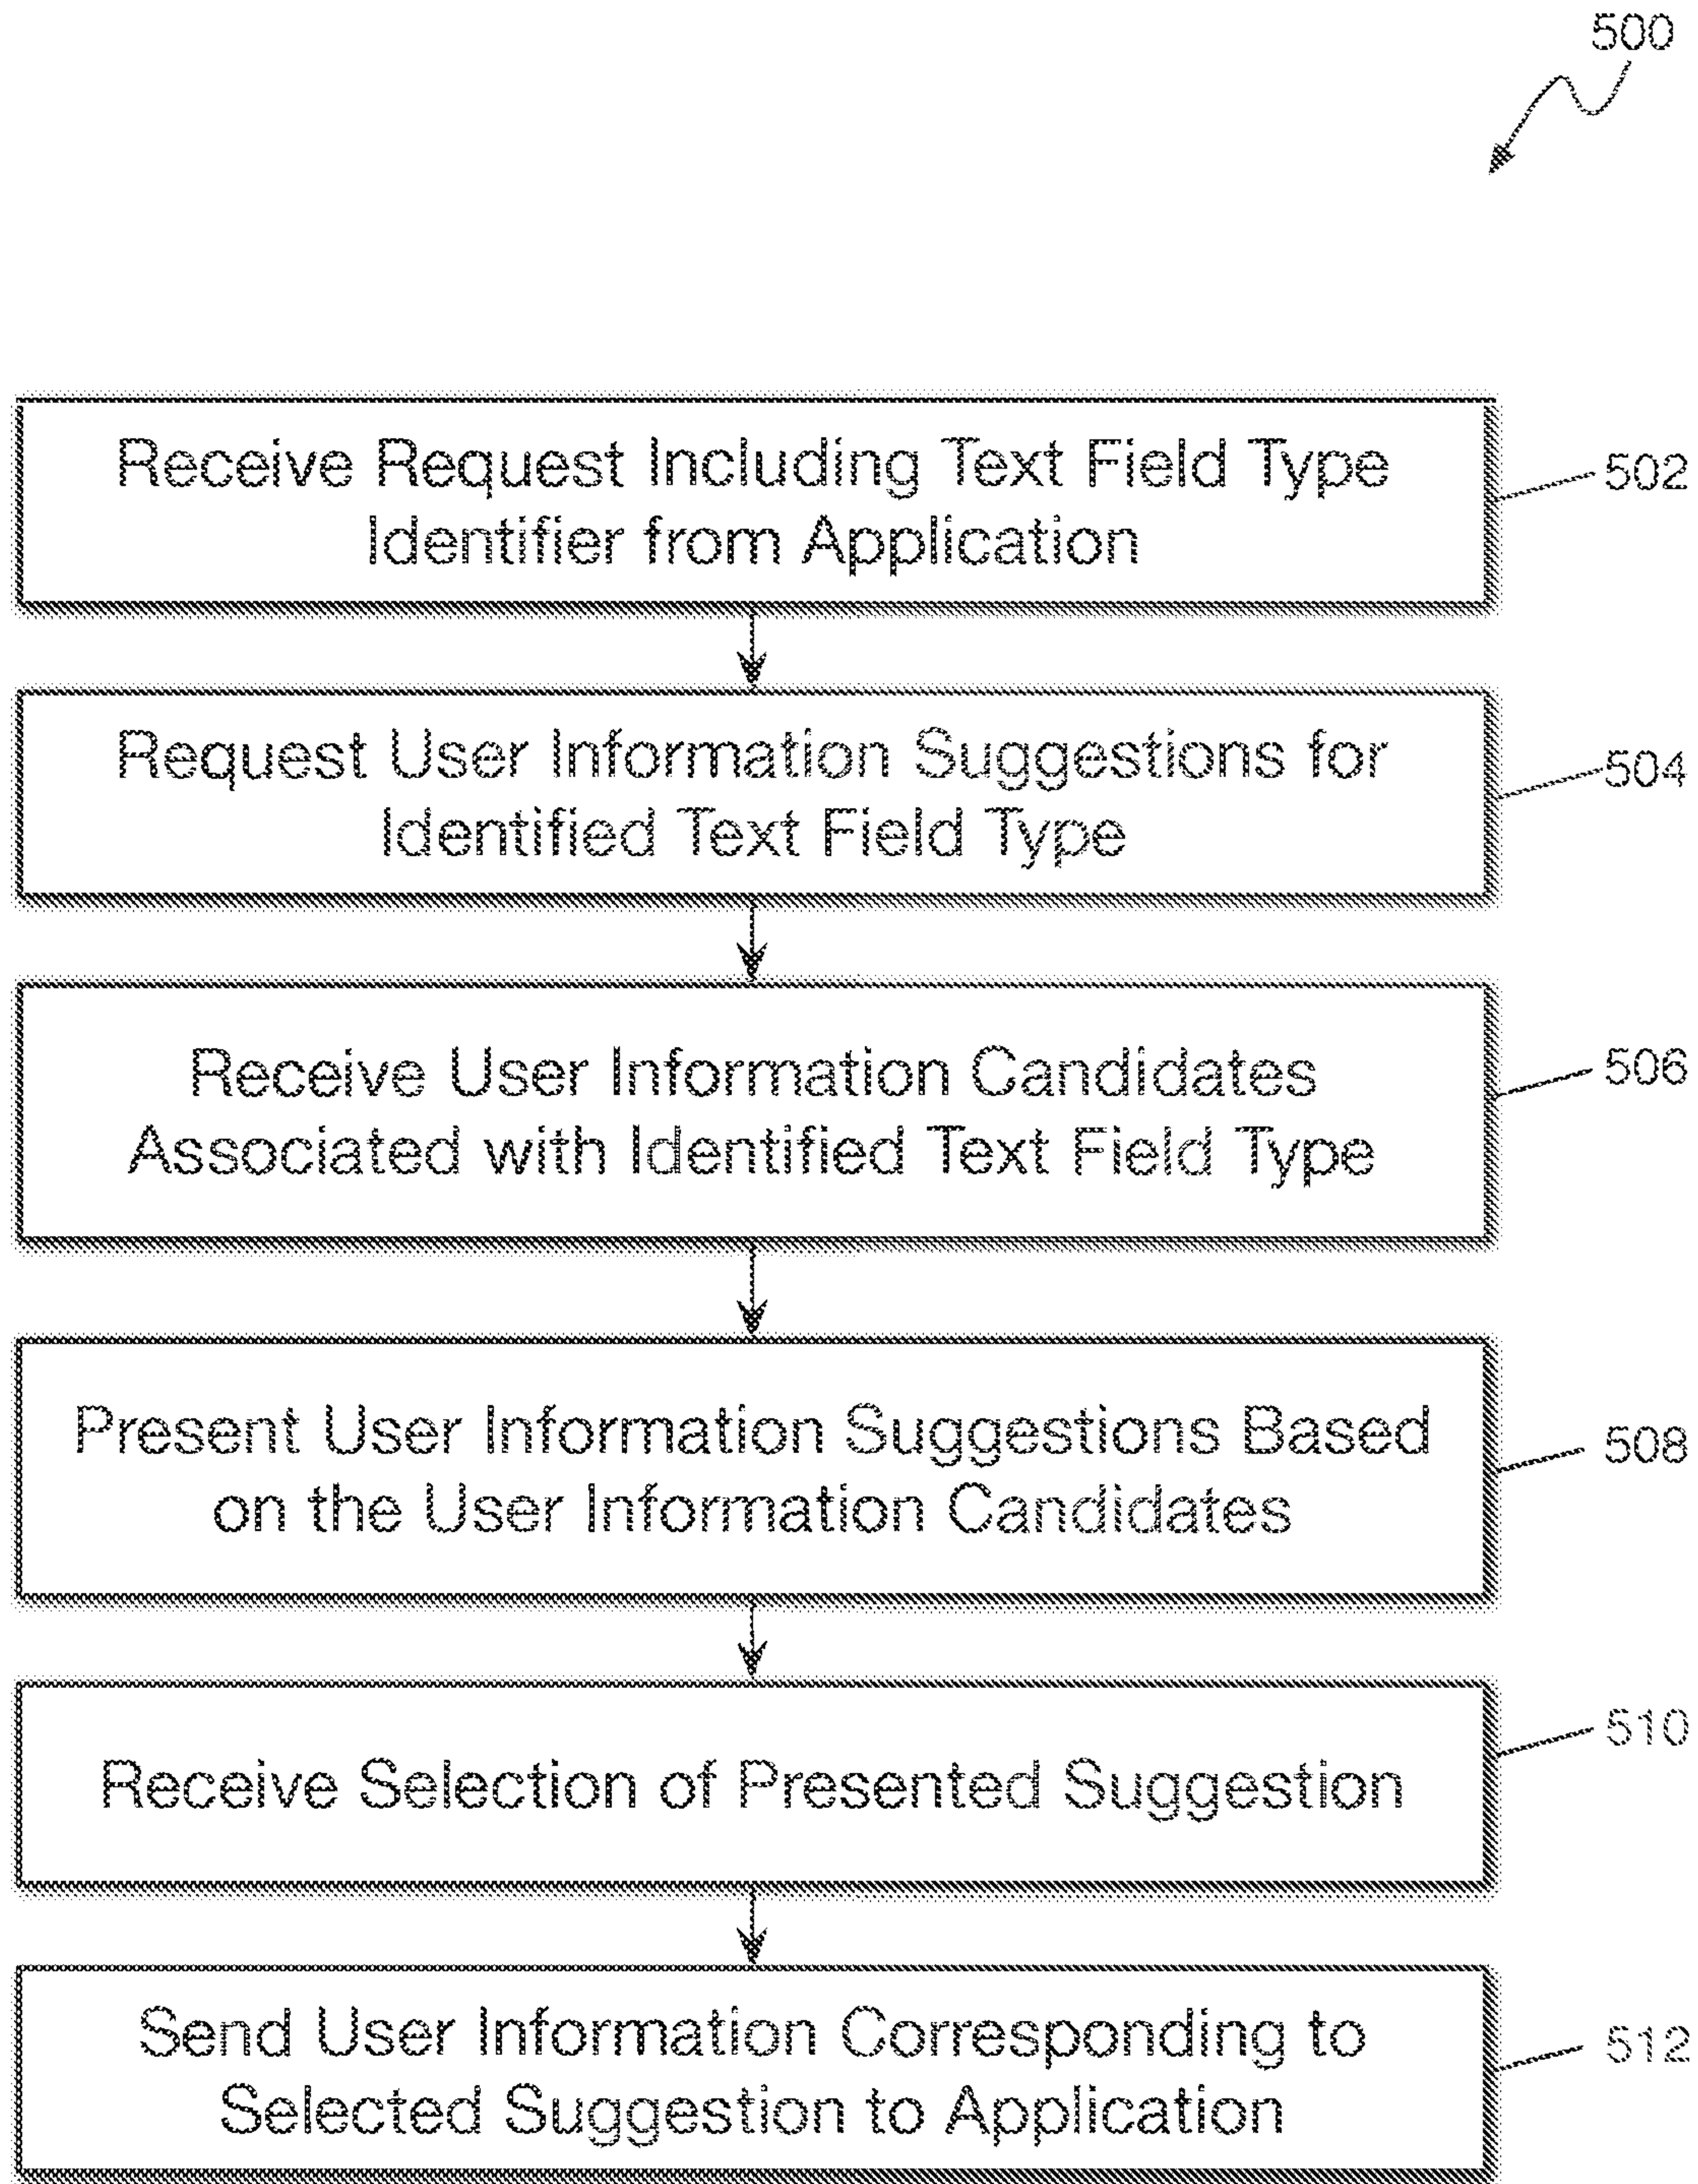 500
Receive Request Including Text Field Type
Identifier from Application
502
Request User Information Suggestions for
Identified Text Field Type
504
Receive User Information Candidates
Associated with Identified Text Field Type
506
Present User Information Suggestions Based
on the User Information Candidates
508
Receive Selection of Presented Suggestion
510
Send User Information Corresponding to
Selected Suggestion to Application
512